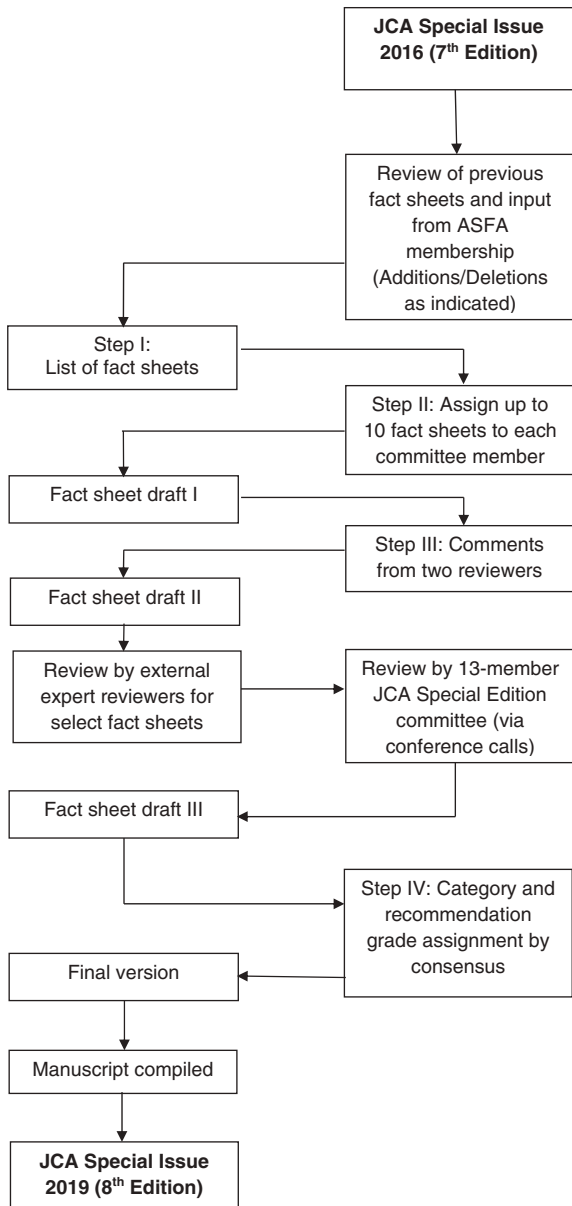 JCA Special Issue
2016 (7th Edition)
Review of previous
fact sheets and input
from ASFA
membership
(Additions/Deletions
as indicated)
Step I:
List of fact sheets
Step II: Assign up to
10 fact sheets to each
committee member
Fact sheet draft I
Step III: Comments
from two reviewers
Fact sheet draft II
Review by external
expert reviewers for
select fact sheets
Review by 13-member
JCA Special Edition
committee (via
conference calls)
Fact sheet draft III
Step IV: Category and
recommendation
grade assignment by
consensus
Final version
Manuscript compiled
JCA Special Issue
2019 (8th Edition)